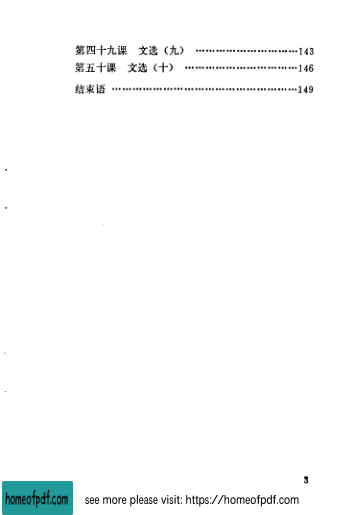 第四十九课 文选（九） ……………………… 143
第五十课 文选（十） ……………………… 146
结束语 ……………………………………… 149
3
homeofpdf.com
see more please visit: https://homeofpdf.com